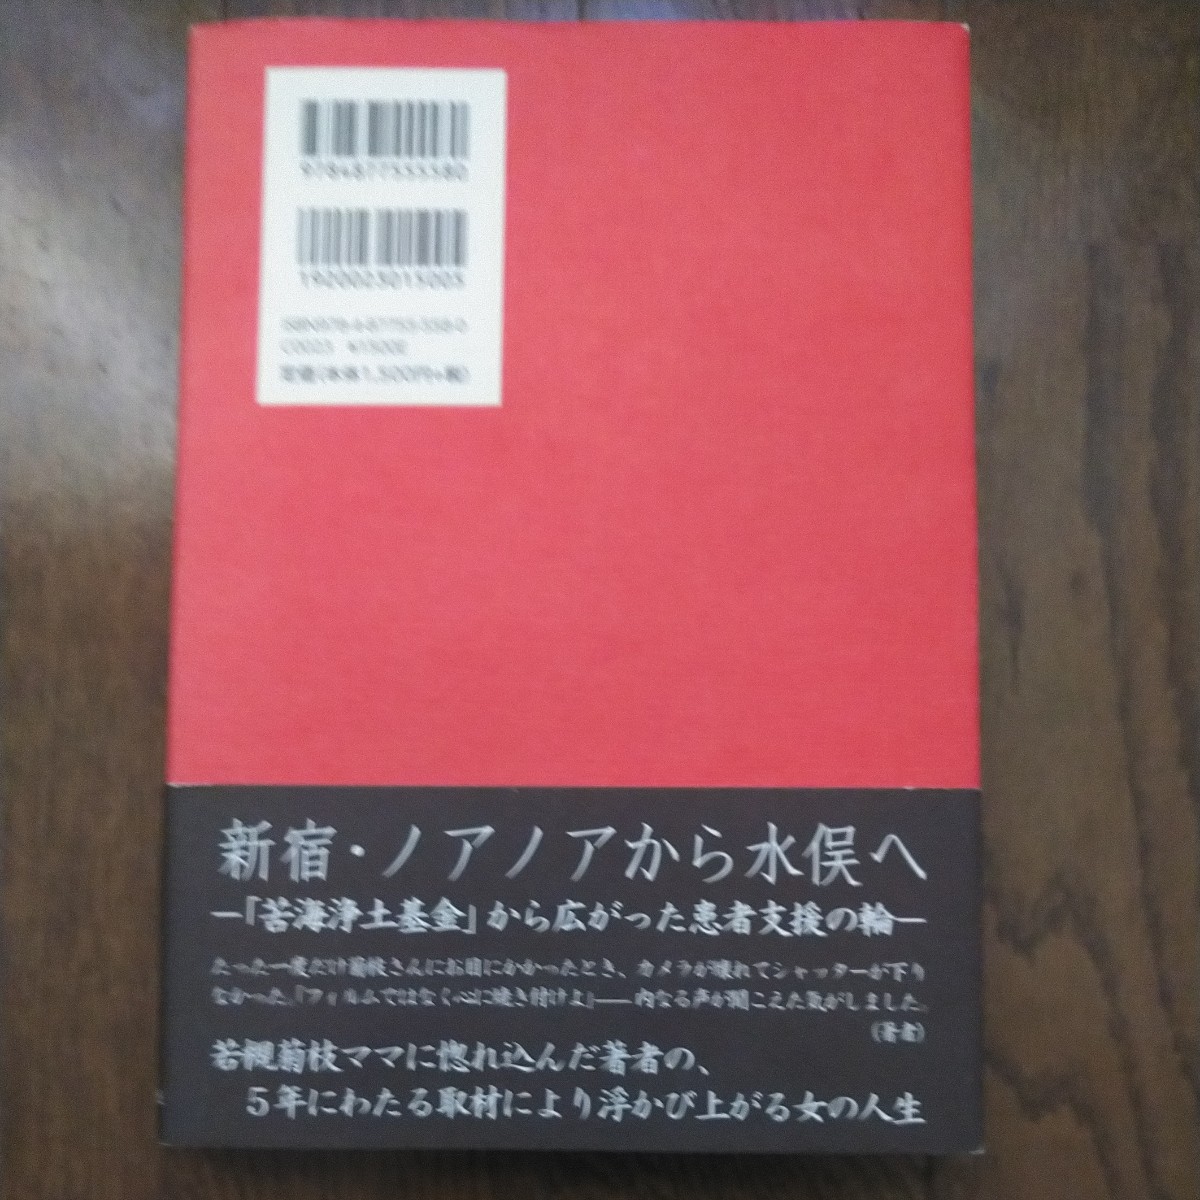 9784877555580
1920023015003
ISBN978-4-87755-558-0
C0023 ¥1500E
定価(本体1,500円+税)
新宿・ノアノアから水俣へ
—「苦海浄土基金」から広がった患者支援の輪—
たった一度だけ菊枝さんにお目にかかったとき、カメラが壊れてシャッターが下り
なかった。「フィルムではなく心に焼き付けよ」——内なる声が聞こえた気がしました。
(著者)
若槻菊枝ママに惚れ込んだ著者の、
5年にわたる取材により浮かび上がる女の人生